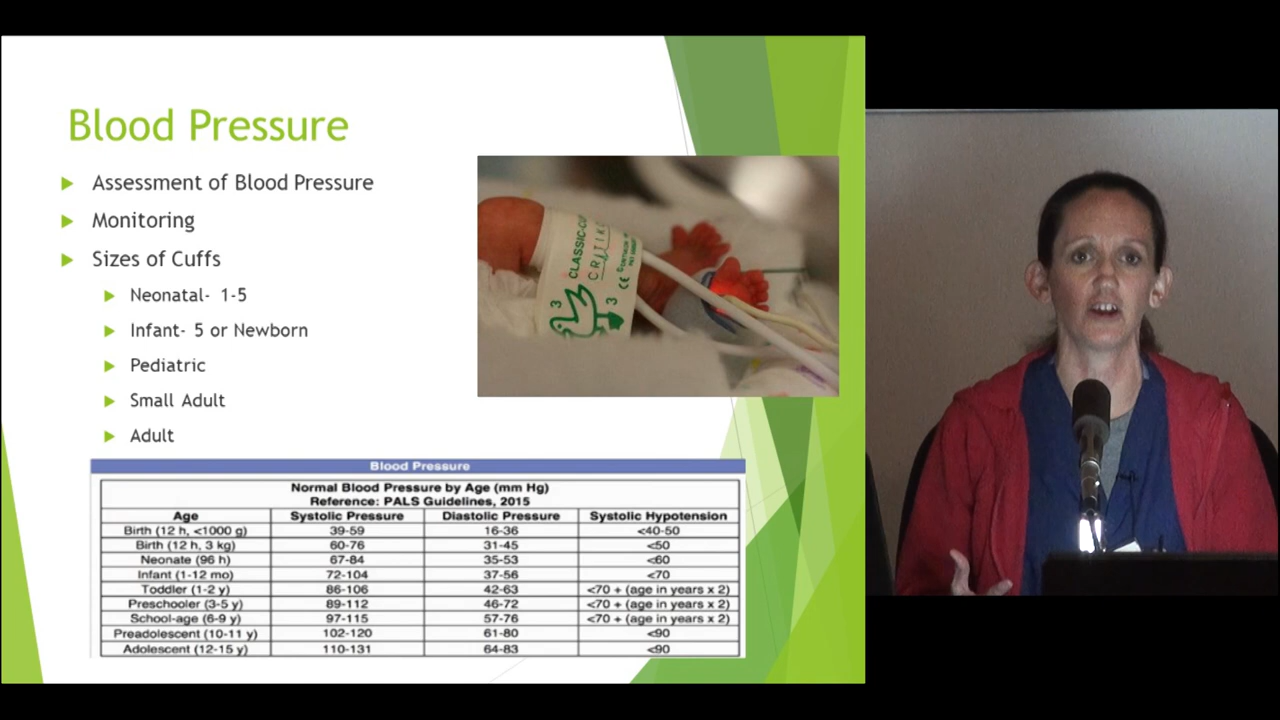 Blood Pressure
Assessment of Blood Pressure
Monitoring
Sizes of Cuffs
Neonatal- 1-5
Infant- 5 or Newborn
Pediatric
Small Adult
Adult
3
CLASSIC-CUF
CRITIK
3
Blood Pressure
Normal Blood Pressure by Age (mm Hg)
Reference: PALS Guidelines, 2015
Age Systolic Pressure Diastolic Pressure Systolic Hypotension
Birth (12 h, <1000 g) 39-59 16-36 <40-50
Birth (12 h, 3 kg) 60-76 31-45 <50
Neonate (96 h) 67-84 35-53 <60
Infant (1-12 mo) 72-104 37-56 <70
Toddler (1-2 y) 86-106 42-63 <70 + (age in years x 2)
Preschooler (3-5 y) 89-112 46-72 <70 + (age in years x 2)
School-age (6-9 y) 97-115 57-76 <70 + (age in years x 2)
Preadolescent (10-11 y) 102-120 61-80 <90
Adolescent (12-15 y) 110-131 64-83 <90